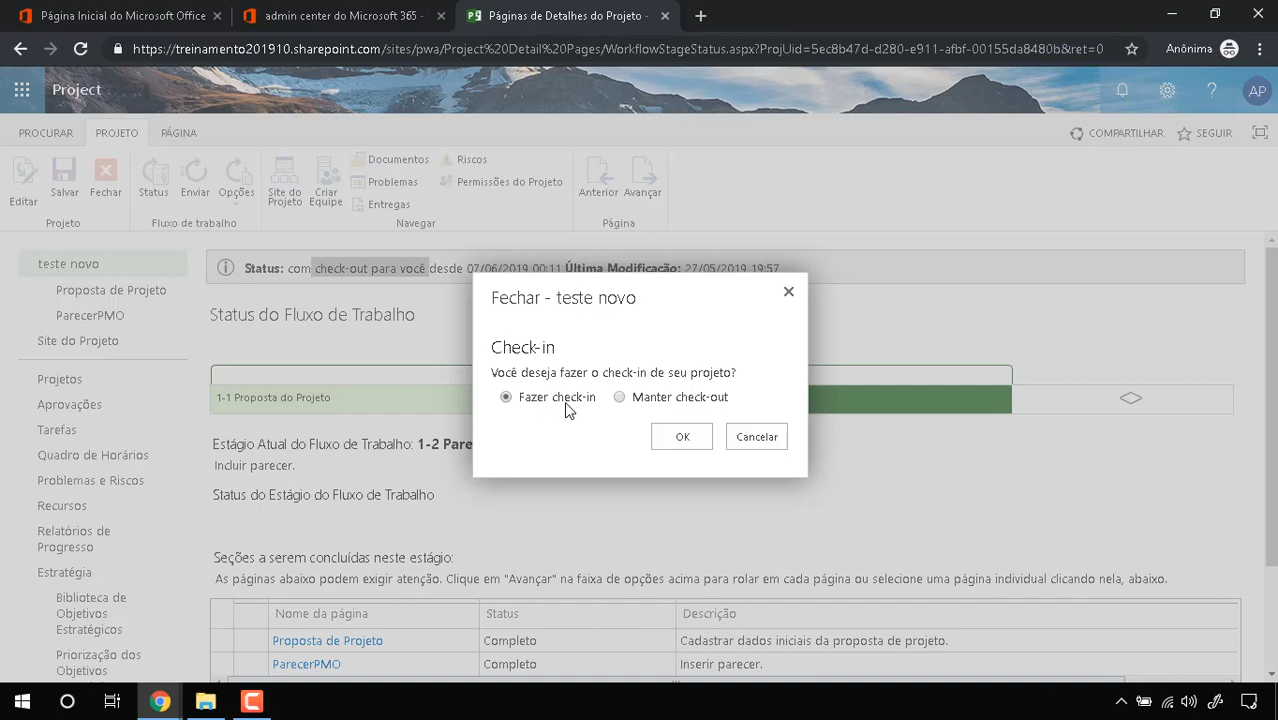 Página Inicial do Microsoft Office
admin center do Microsoft 365 -
Páginas de Detalhes do Projeto -
https://treinamento201910.sharepoint.com/sites/pwa/Project%20Detail%20Pages/WorkflowStageStatus.aspx?ProjUid=5ec8b47d-d280-e911-afbf-00155da8480b&ret=0
Anônima
Project
AP
PROCURAR
PROJETO
PÁGINA
COMPARTILHAR
SEGUIR
Editar
Salvar
Fechar
Status
Enviar
Opções
Site do Projeto
Criar Equipe
Documentos
Problemas
Entregas
Riscos
Permissões do Projeto
Anterior
Avançar
Projeto
Fluxo de trabalho
Navegar
Página
teste novo
Proposta de Projeto
ParecerPMO
Site do Projeto
Projetos
Aprovações
Tarefas
Quadro de Horários
Problemas e Riscos
Recursos
Relatórios de
Progresso
Estratégia
Biblioteca de
Objetivos
Estratégicos
Priorização dos
Objetivos
Status: com check-out para você desde 07/06/2019 00:11 Última Modificação: 27/05/2019 19:57
Status do Fluxo de Trabalho
1-1 Proposta do Projeto
Estágio Atual do Fluxo de Trabalho: 1-2 Pare
Incluir parecer.
Status do Estágio do Fluxo de Trabalho
Fechar - teste novo
Check-in
Você deseja fazer o check-in de seu projeto?
Fazer check-in
Manter check-out
OK
Cancelar
Seções a serem concluídas neste estágio:
As páginas abaixo podem exigir atenção. Clique em "Avançar" na faixa de opções acima para rolar em cada página ou selecione uma página individual clicando nela, abaixo.
Nome da página Status Descrição
Proposta de Projeto Completo Cadastrar dados iniciais da proposta de projeto.
ParecerPMO Completo Inserir parecer.